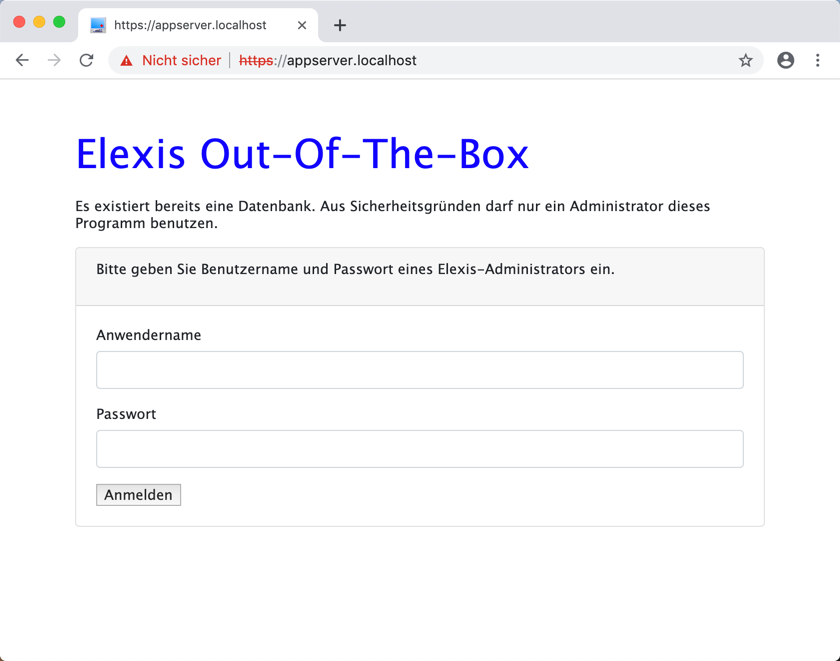 https://appserver.localhost
Nicht sicher | https://appserver.localhost
Elexis Out-Of-The-Box
Es existiert bereits eine Datenbank. Aus Sicherheitsgründen darf nur ein Administrator dieses
Programm benutzen.
Bitte geben Sie Benutzername und Passwort eines Elexis-Administrators ein.
Anwendername
Passwort
Anmelden